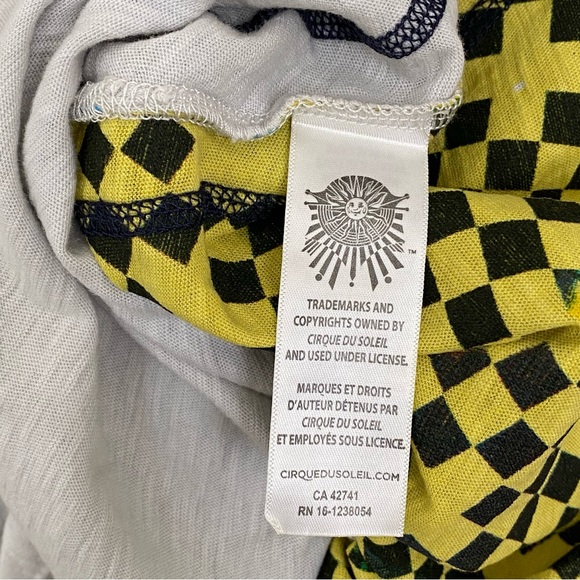 ™
TRADEMARKS AND
COPYRIGHTS OWNED BY
CIRQUE DU SOLEIL
AND USED UNDER LICENSE.
MARQUES ET DROITS
D'AUTEUR DÉTENUS PAR
CIRQUE DU SOLEIL
ET EMPLOYÉS SOUS LICENCE.
CIRQUEDUSOLEIL.COM
CA 42741
RN 16-1238054